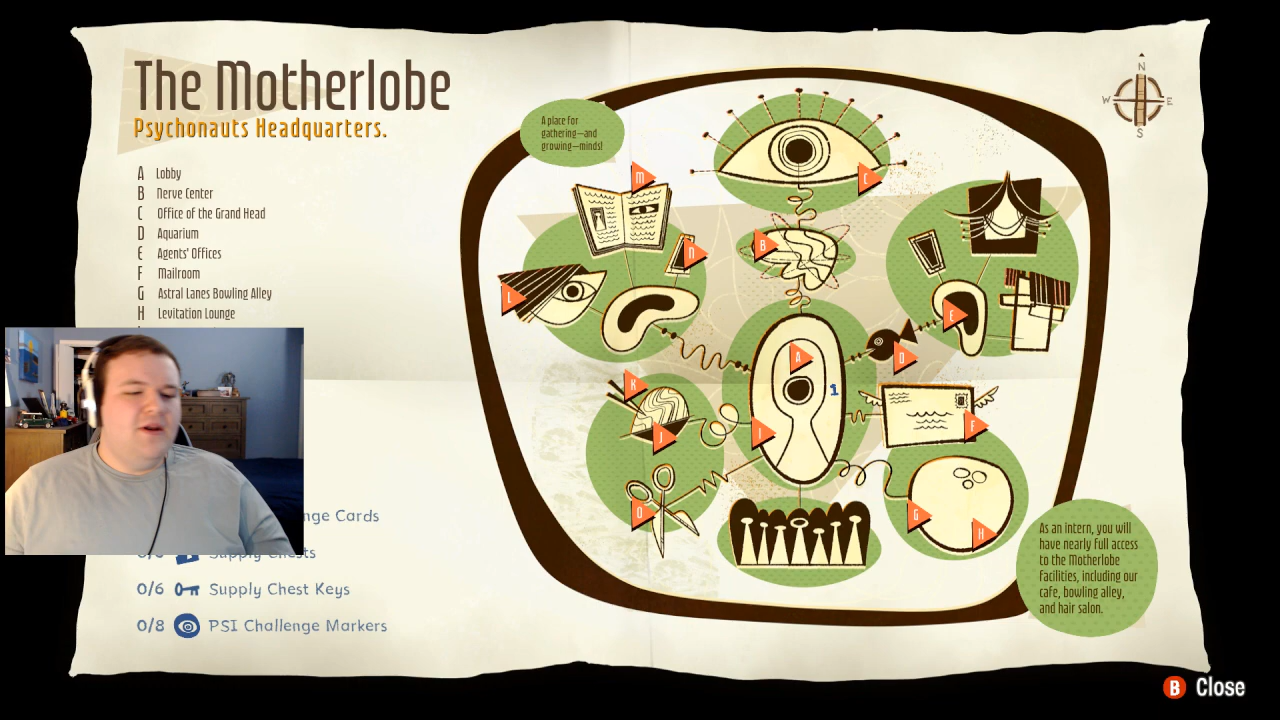 The Motherlobe
Psychonauts Headquarters.
A Lobby
B Nerve Center
C Office of the Grand Head
D Aquarium
E Agents' Offices
F Mailroom
G Astral Lanes Bowling Alley
H Levitation Lounge
nge Cards
Supply Chests
0/6 Supply Chest Keys
0/8 PSI Challenge Markers
A place for
gathering—and
growing—minds!
N
W E
S
M
C
B
N
L
E
A
D
K
1
J
I
F
O
G
H
As an intern, you will
have nearly full access
to the Motherlobe
facilities, including our
cafe, bowling alley,
and hair salon.
B Close